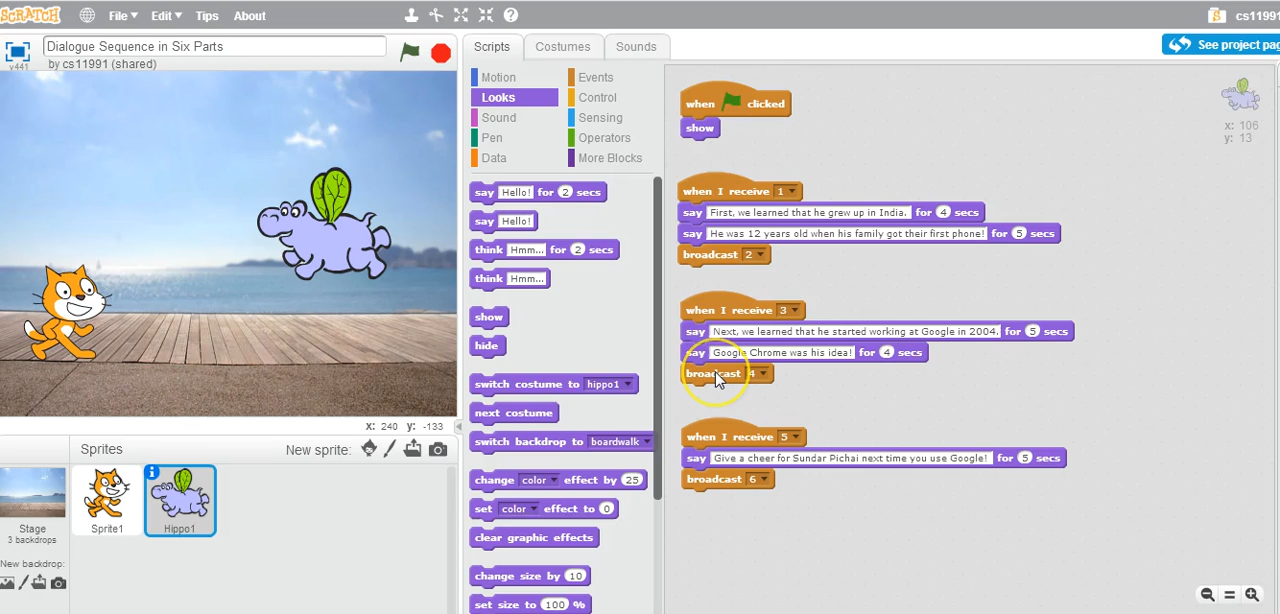 SCRATCH File▼ Edit▼ Tips About cs11991
v441 Dialogue Sequence in Six Parts
by cs11991 (shared)
Scripts Costumes Sounds
See project pag
Motion Events
Looks Control
Sound Sensing
Pen Operators
Data More Blocks
say Hello! for 2 secs
say Hello!
think Hmm... for 2 secs
think Hmm...
show
hide
switch costume to hippo1
next costume
switch backdrop to boardwalk
change color effect by 25
set color effect to 0
clear graphic effects
change size by 10
set size to 100 %
when clicked
show
x: 106
y: 13
when I receive 1
say First, we learned that he grew up in India. for 4 secs
say He was 12 years old when his family got their first phone! for 5 secs
broadcast 2
when I receive 3
say Next, we learned that he started working at Google in 2004. for 5 secs
say Google Chrome was his idea! for 4 secs
broadcast 4
when I receive 5
say Give a cheer for Sundar Pichai next time you use Google! for 5 secs
broadcast 6
x: 240 y: -133
Sprites New sprite:
Stage
3 backdrops
New backdrop:
Sprite1
Hippo1